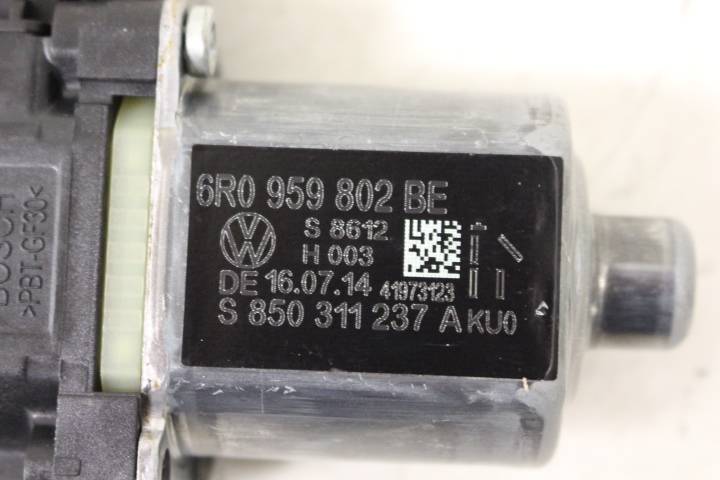 6R0 959 802 BE
S 8612
H 003
DE 16.07.14 41973123
S 850 311 237 A KU0
BOSCH
>PBT-GF30<